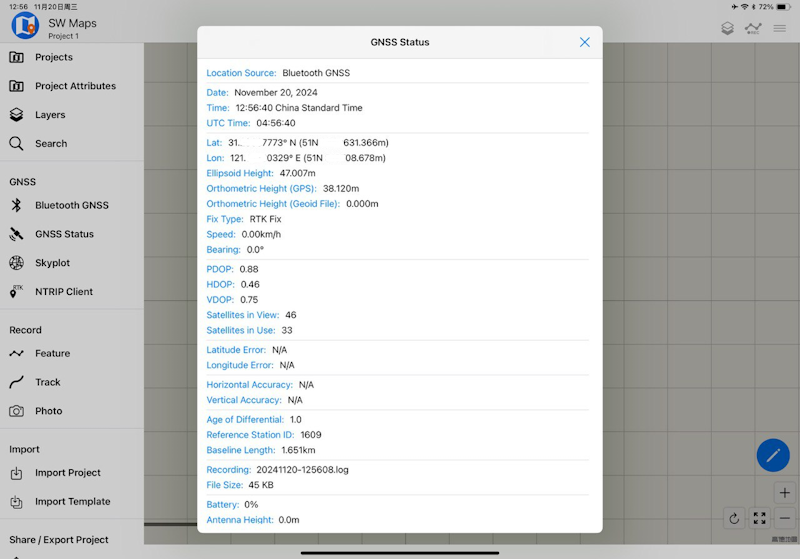 12:56 11月20日周三
72%
SW Maps
Project 1
Projects
Project Attributes
Layers
Search
GNSS
Bluetooth GNSS
GNSS Status
Skyplot
RTK
NTRIP Client
Record
Feature
Track
Photo
Import
Import Project
Import Template
Share / Export Project
GNSS Status
Location Source: Bluetooth GNSS
Date: November 20, 2024
Time: 12:56:40 China Standard Time
UTC Time: 04:56:40
Lat: 31. 7773° N (51N 631.366m)
Lon: 121. 0329° E (51N 08.678m)
Ellipsoid Height: 47.007m
Orthometric Height (GPS): 38.120m
Orthometric Height (Geoid File): 0.000m
Fix Type: RTK Fix
Speed: 0.00km/h
Bearing: 0.0°
PDOP: 0.88
HDOP: 0.46
VDOP: 0.75
Satellites in View: 46
Satellites in Use: 33
Latitude Error: N/A
Longitude Error: N/A
Horizontal Accuracy: N/A
Vertical Accuracy: N/A
Age of Differential: 1.0
Reference Station ID: 1609
Baseline Length: 1.651km
Recording: 20241120-125608.log
File Size: 45 KB
Battery: 0%
Antenna Height: 0.0m
REC
高德地图